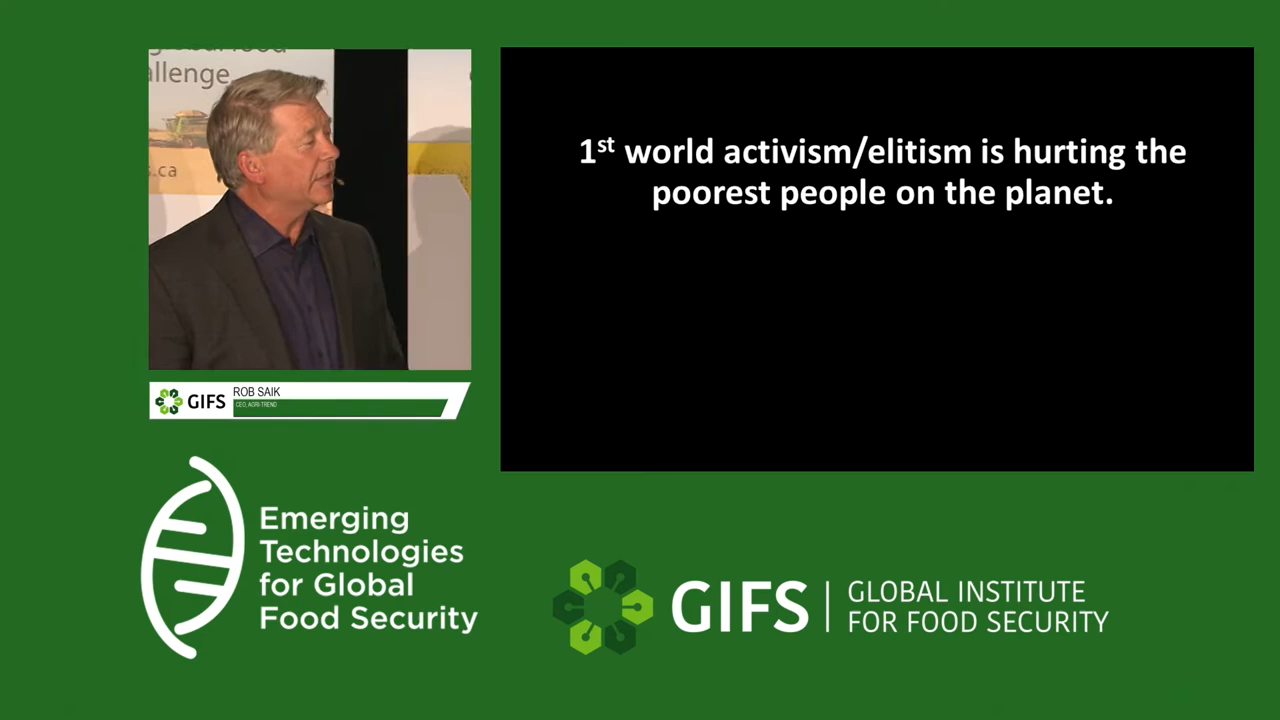 allenge.
s.ca
GIFS
ROB SAIK
CEO, AGRI-TREND
1st world activism/elitism is hurting the
poorest people on the planet.
Emerging
Technologies
for Global
Food Security
GIFS
GLOBAL INSTITUTE
FOR FOOD SECURITY